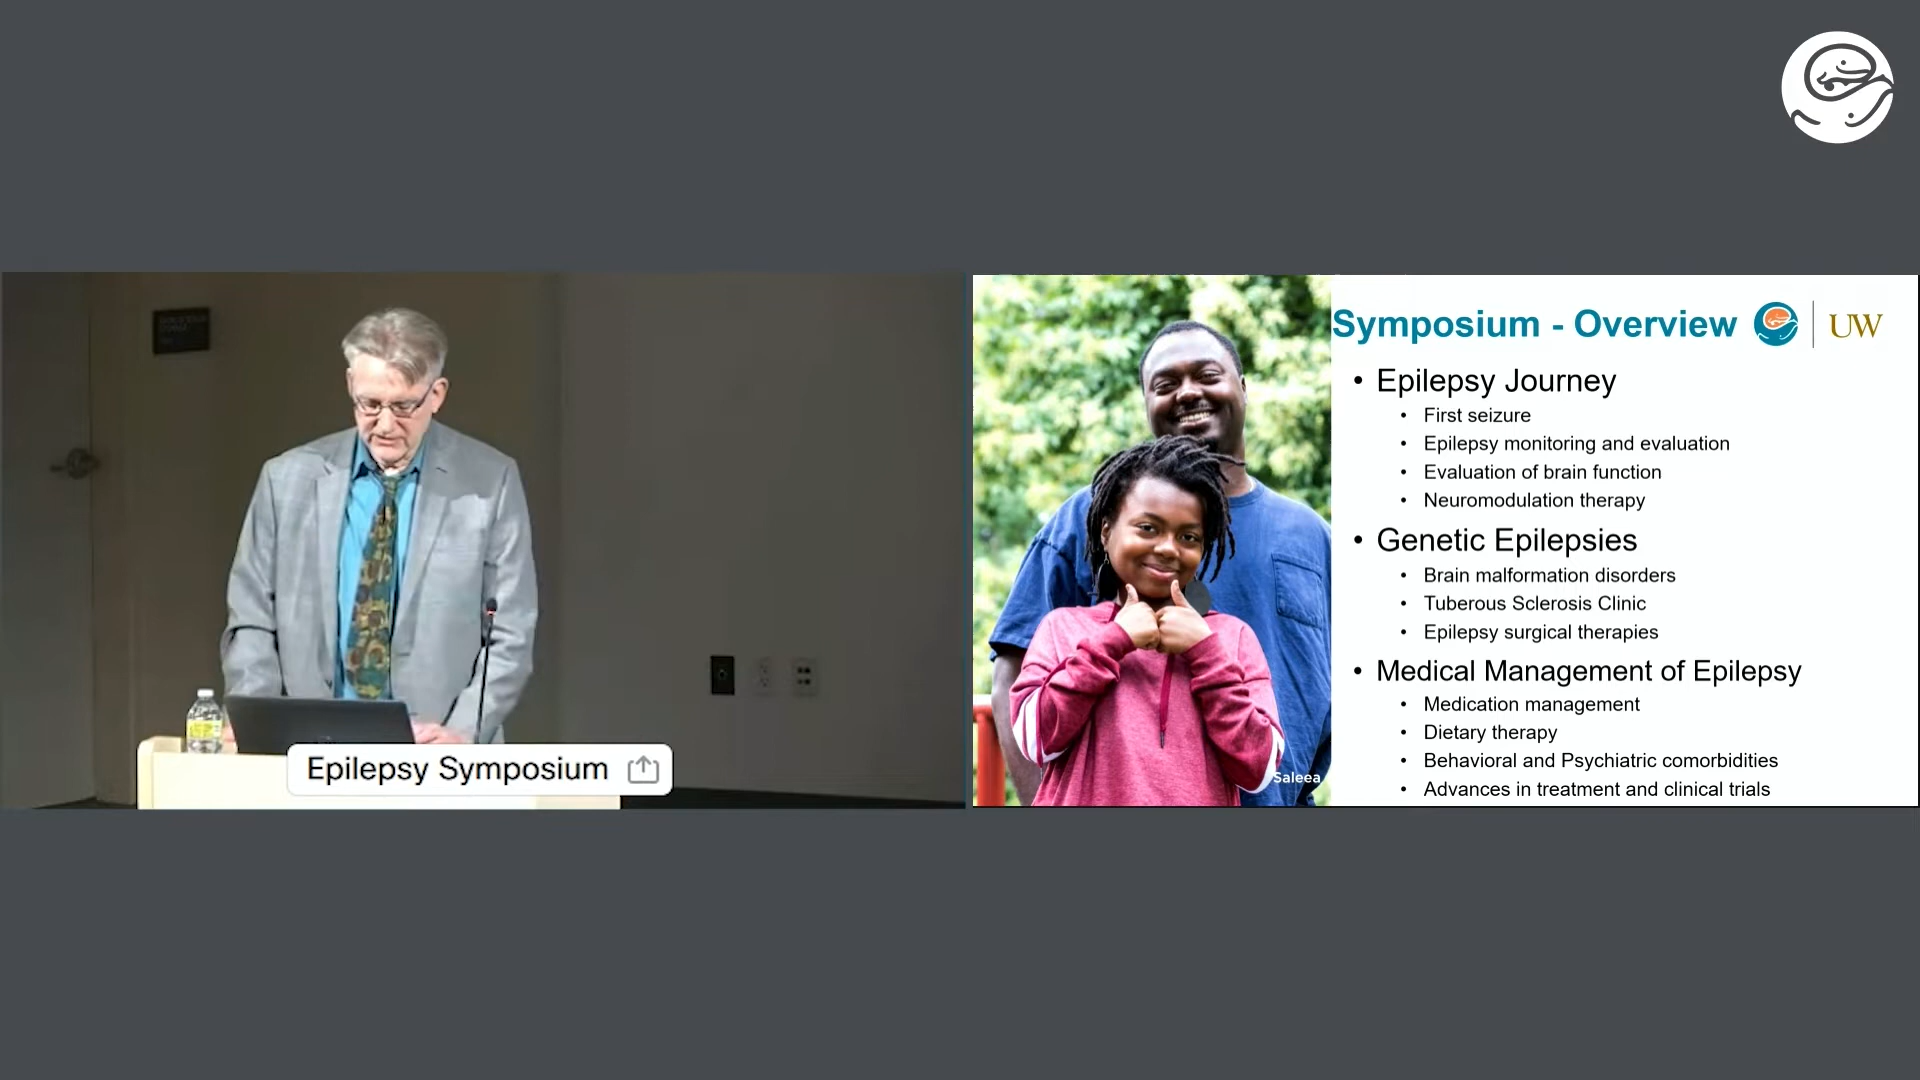 Epilepsy Symposium
Symposium - Overview
UW
• Epilepsy Journey
• First seizure
• Epilepsy monitoring and evaluation
• Evaluation of brain function
• Neuromodulation therapy
• Genetic Epilepsies
• Brain malformation disorders
• Tuberous Sclerosis Clinic
• Epilepsy surgical therapies
• Medical Management of Epilepsy
• Medication management
• Dietary therapy
• Behavioral and Psychiatric comorbidities
• Advances in treatment and clinical trials
Saleea